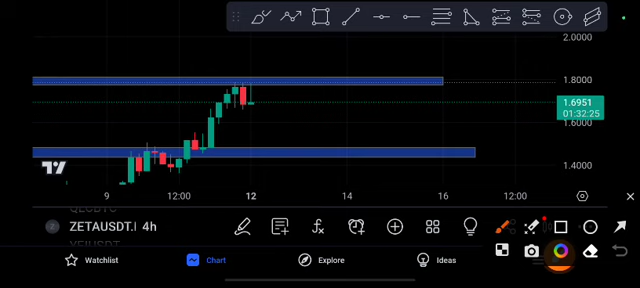 2.0000
1.8000
1.6951
01:32:25
1.6000
1.4000
9 12:00 12 14 16 12:00
ZETAUSDT.I 4h
Watchlist Chart Explore Ideas